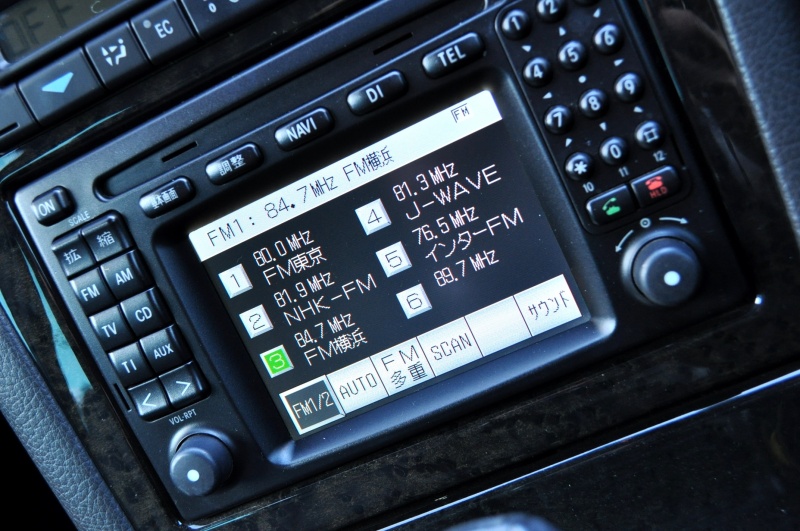 OFF
EC
0
ON
SCALE
調整
NAVI
DI
TEL
拡
縮
FM
AM
TV
CD
TI
AUX
<
>
VOL·RPT
FM
FM1: 84.7MHz FM横浜
1
80.0 MHz
FM東京
2
81.9 MHz
NHK-FM
3
84.7 MHz
FM横浜
4
81.3 MHz
J-WAVE
5
76.5 MHz
インターFM
6
89.7 MHz
FM1/2
AUTO
FM
多重
SCAN
サウンド
1
2
3
4
5
6
7
8
9
*
0
10
11
12
MLD